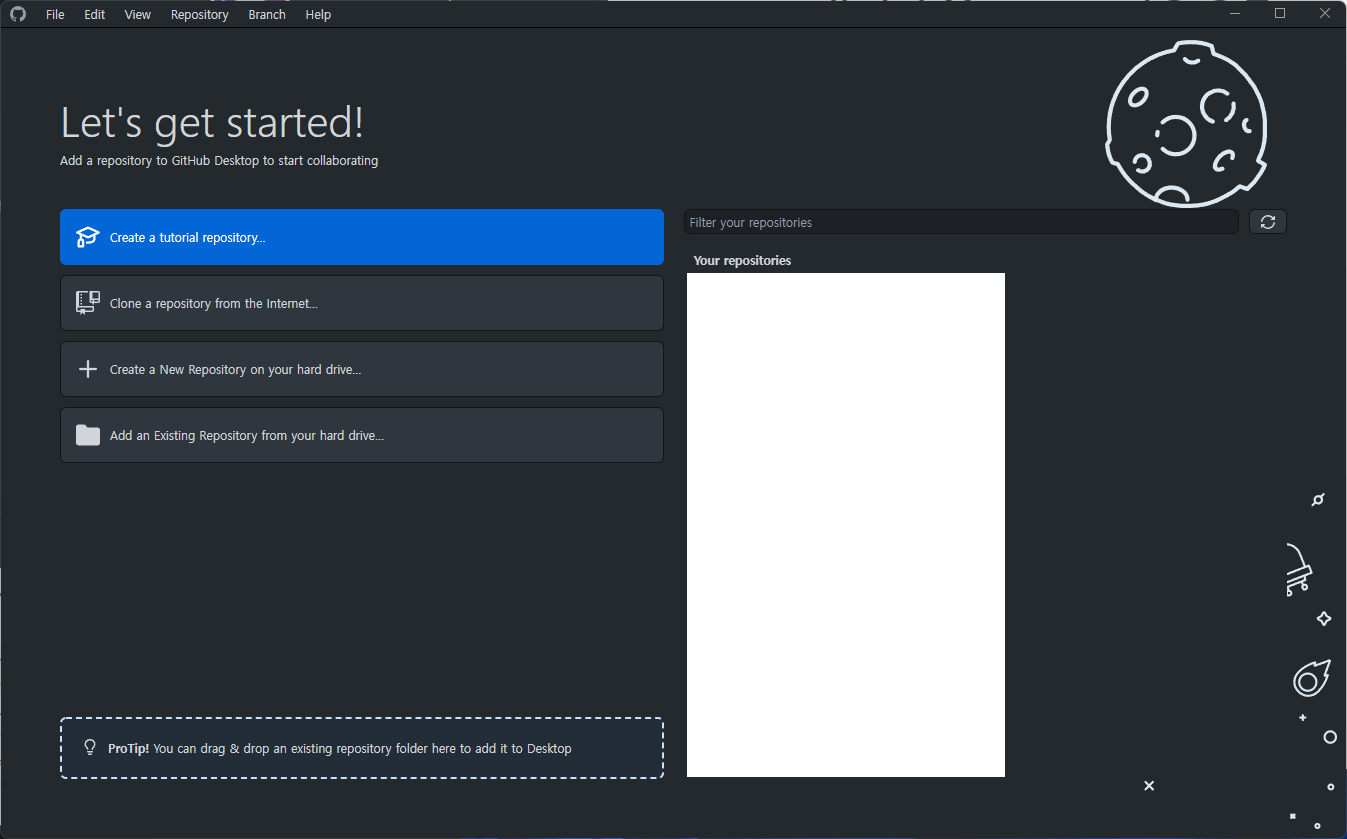 File Edit View Repository Branch Help
Let's get started!
Add a repository to GitHub Desktop to start collaborating
Create a tutorial repository...
Clone a repository from the Internet...
Create a New Repository on your hard drive...
Add an Existing Repository from your hard drive...
ProTip! You can drag & drop an existing repository folder here to add it to Desktop
Filter your repositories
Your repositories